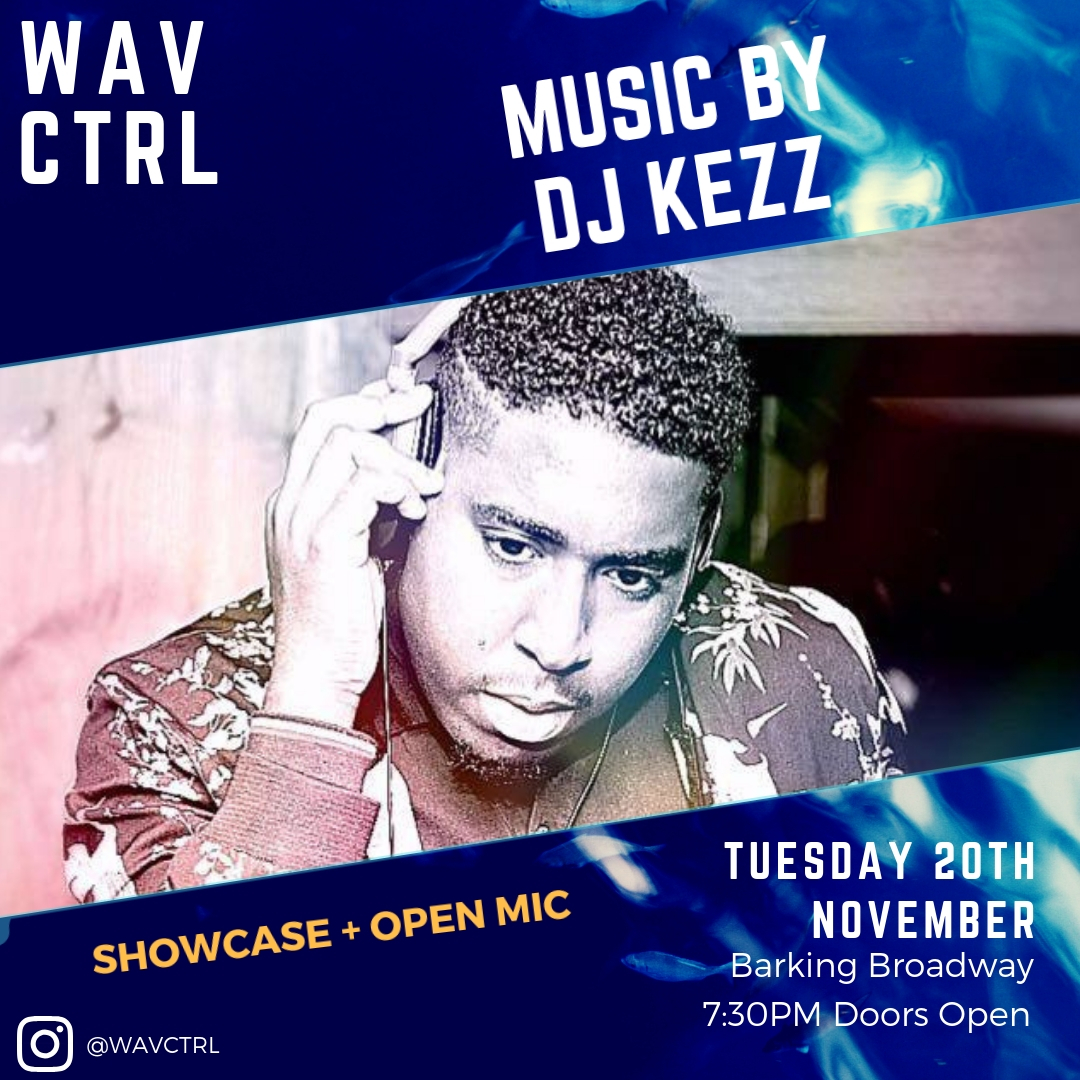 WAV
CTRL
MUSIC BY
DJ KEZZ
SHOWCASE + OPEN MIC
TUESDAY 20TH
NOVEMBER
Barking Broadway
7:30PM Doors Open
@WAVCTRL